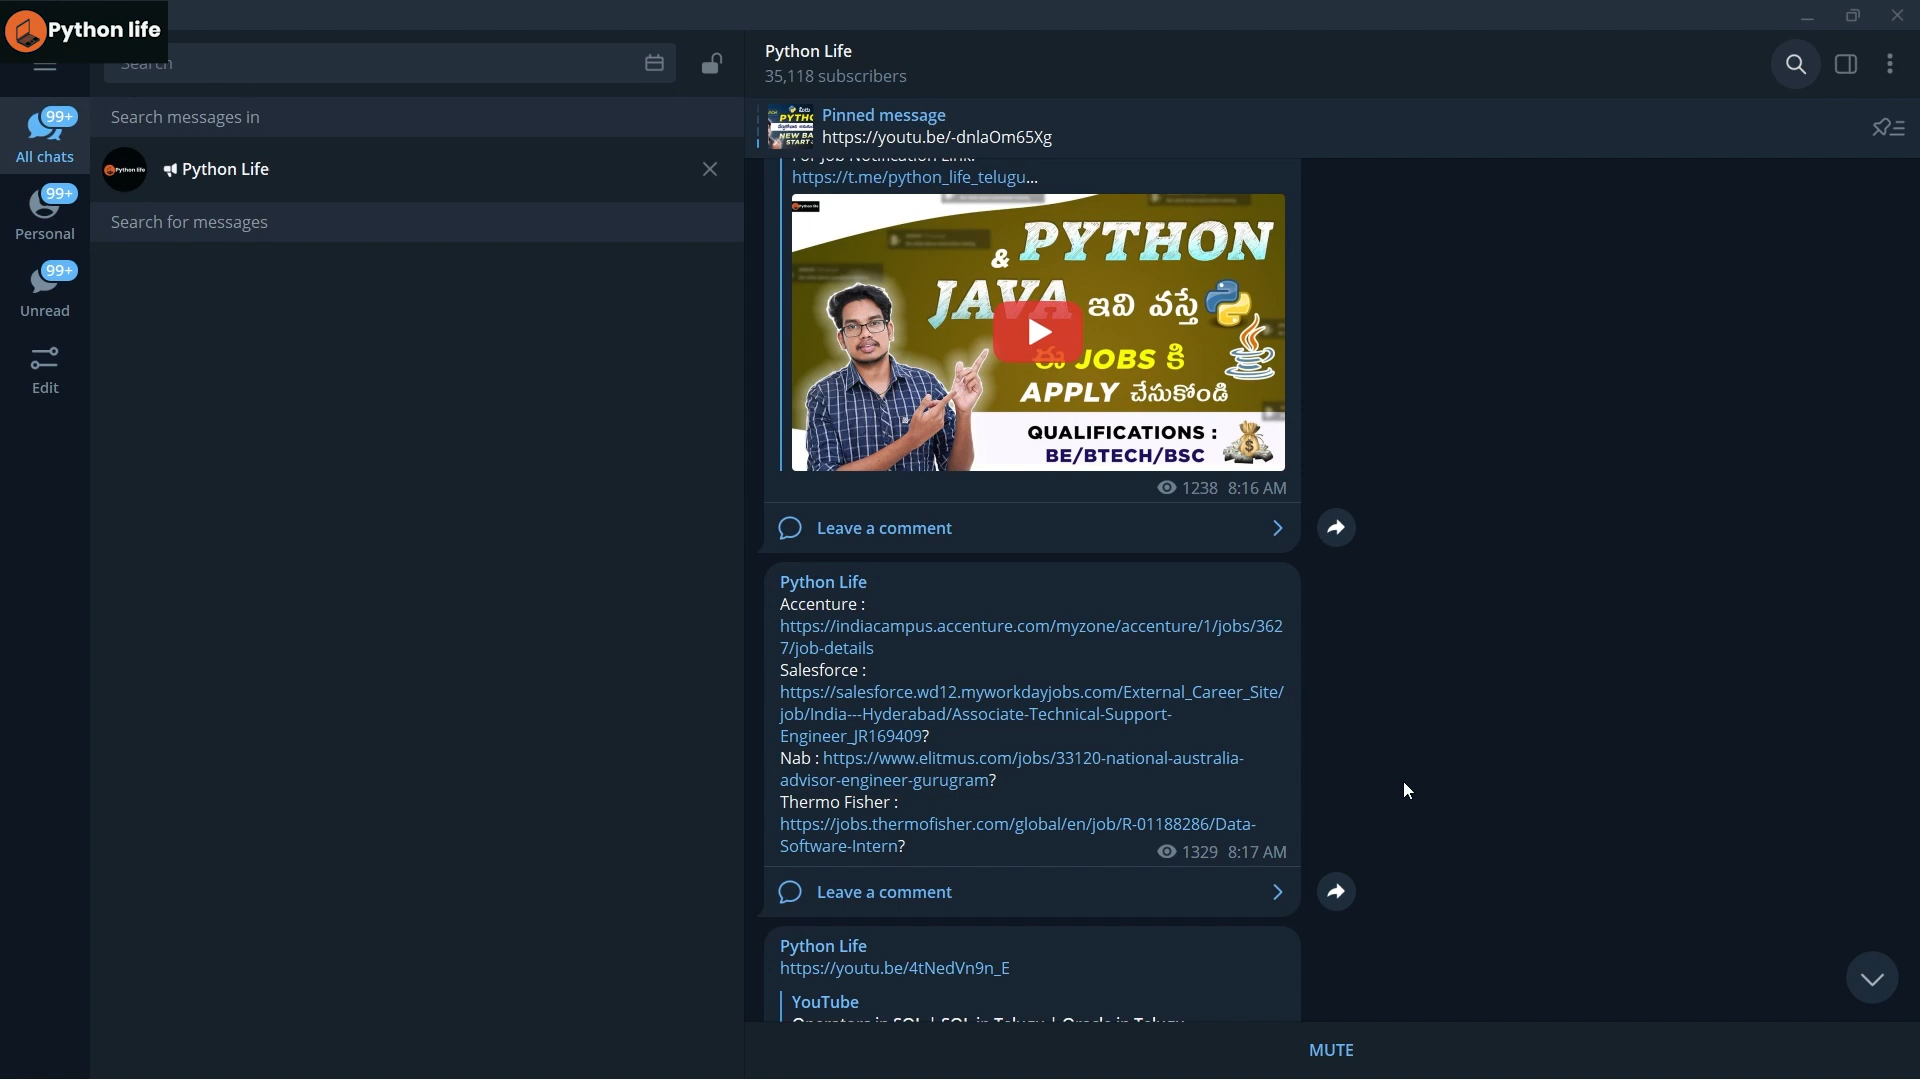 Python life
Search
Python Life
35,118 subscribers
99+
All chats
99+
Personal
99+
Unread
Edit
Search messages in
Python Life
Search for messages
Pinned message
https://youtu.be/-dnlaOm65Xg
For Job Notification Link:
https://t.me/python_life_telugu...
& PYTHON
JAVA ఇవి వస్తే
ఈ JOBS కి
APPLY చేసుకోండి
QUALIFICATIONS :
BE/BTECH/BSC
1238 8:16 AM
Leave a comment
Python Life
Accenture :
https://indiacampus.accenture.com/myzone/accenture/1/jobs/362
7/job-details
Salesforce :
https://salesforce.wd12.myworkdayjobs.com/External_Career_Site/
job/India---Hyderabad/Associate-Technical-Support-
Engineer_JR169409?
Nab : https://www.elitmus.com/jobs/33120-national-australia-
advisor-engineer-gurugram?
Thermo Fisher :
https://jobs.thermofisher.com/global/en/job/R-01188286/Data-
Software-Intern?
1329 8:17 AM
Leave a comment
Python Life
https://youtu.be/4tNedVn9n_E
YouTube
Operators in SQL | SQL in Telugu | Oracle in Telugu
MUTE